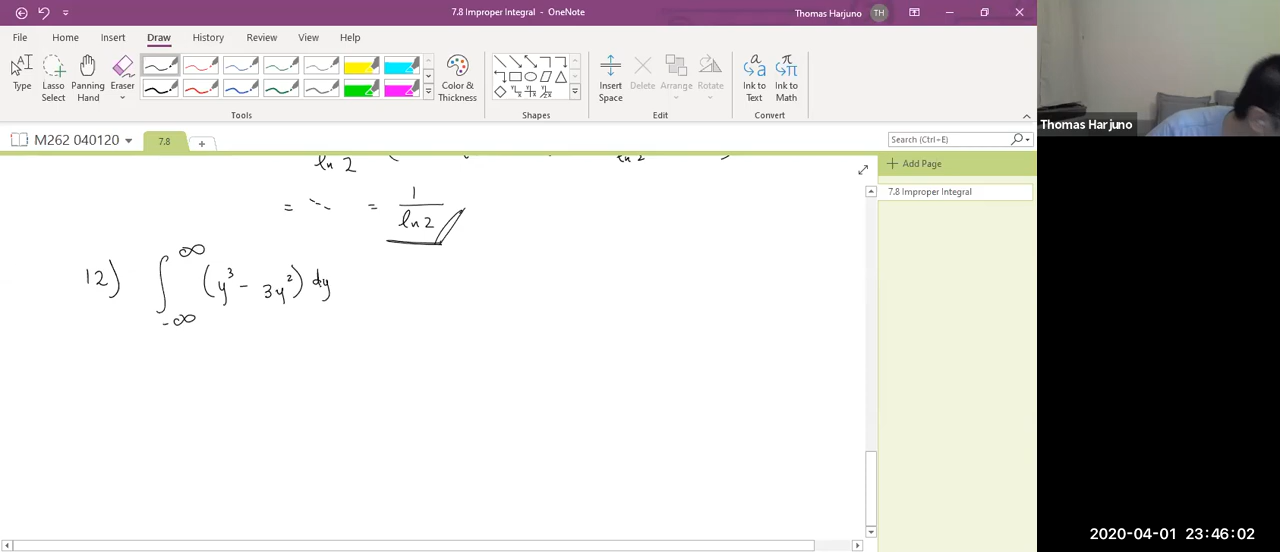 7.8 Improper Integral - OneNote
Thomas Harjuno TH
File Home Insert Draw History Review View Help
Type Lasso Select Panning Hand Eraser Color & Thickness Insert Space Delete Arrange Rotate Ink to Text Ink to Math
Tools Shapes Edit Convert
M262 040120 7.8 Search (Ctrl+E)
Thomas Harjuno
Add Page
7.8 Improper Integral
ln 2 ln 2
= ⋱ = 1/ln 2
12) ∫_{-∞}^{∞} (y³ - 3y²) dy
2020-04-01 23:46:02